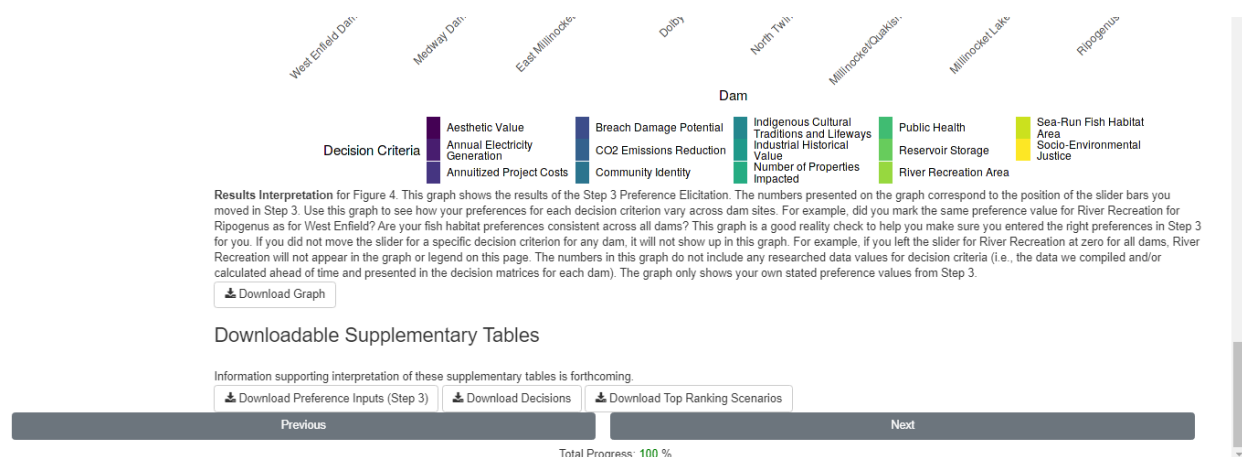 West Enfield Dam
Medway Dam
East Millinocket
Dolby
North Twin
Millinocket/Quakish
Millinocket Lake
Ripogenus
Dam
Decision Criteria
Aesthetic Value
Annual Electricity
Generation
Annuitized Project Costs
Breach Damage Potential
CO2 Emissions Reduction
Community Identity
Indigenous Cultural
Traditions and Lifeways
Industrial Historical
Value
Number of Properties
Impacted
Public Health
Reservoir Storage
River Recreation Area
Sea-Run Fish Habitat
Area
Socio-Environmental
Justice
Results Interpretation for Figure 4. This graph shows the results of the Step 3 Preference Elicitation. The numbers presented on the graph correspond to the position of the slider bars you
moved in Step 3. Use this graph to see how your preferences for each decision criterion vary across dam sites. For example, did you mark the same preference value for River Recreation for
Ripogenus as for West Enfield? Are your fish habitat preferences consistent across all dams? This graph is a good reality check to help you make sure you entered the right preferences in Step 3
for you. If you did not move the slider for a specific decision criterion for any dam, it will not show up in this graph. For example, if you left the slider for River Recreation at zero for all dams, River
Recreation will not appear in the graph or legend on this page. The numbers in this graph do not include any researched data values for decision criteria (i.e., the data we compiled and/or
calculated ahead of time and presented in the decision matrices for each dam). The graph only shows your own stated preference values from Step 3.
Download Graph
Downloadable Supplementary Tables
Information supporting interpretation of these supplementary tables is forthcoming.
Download Preference Inputs (Step 3)
Download Decisions
Download Top Ranking Scenarios
Previous
Next
Total Progress: 100 %